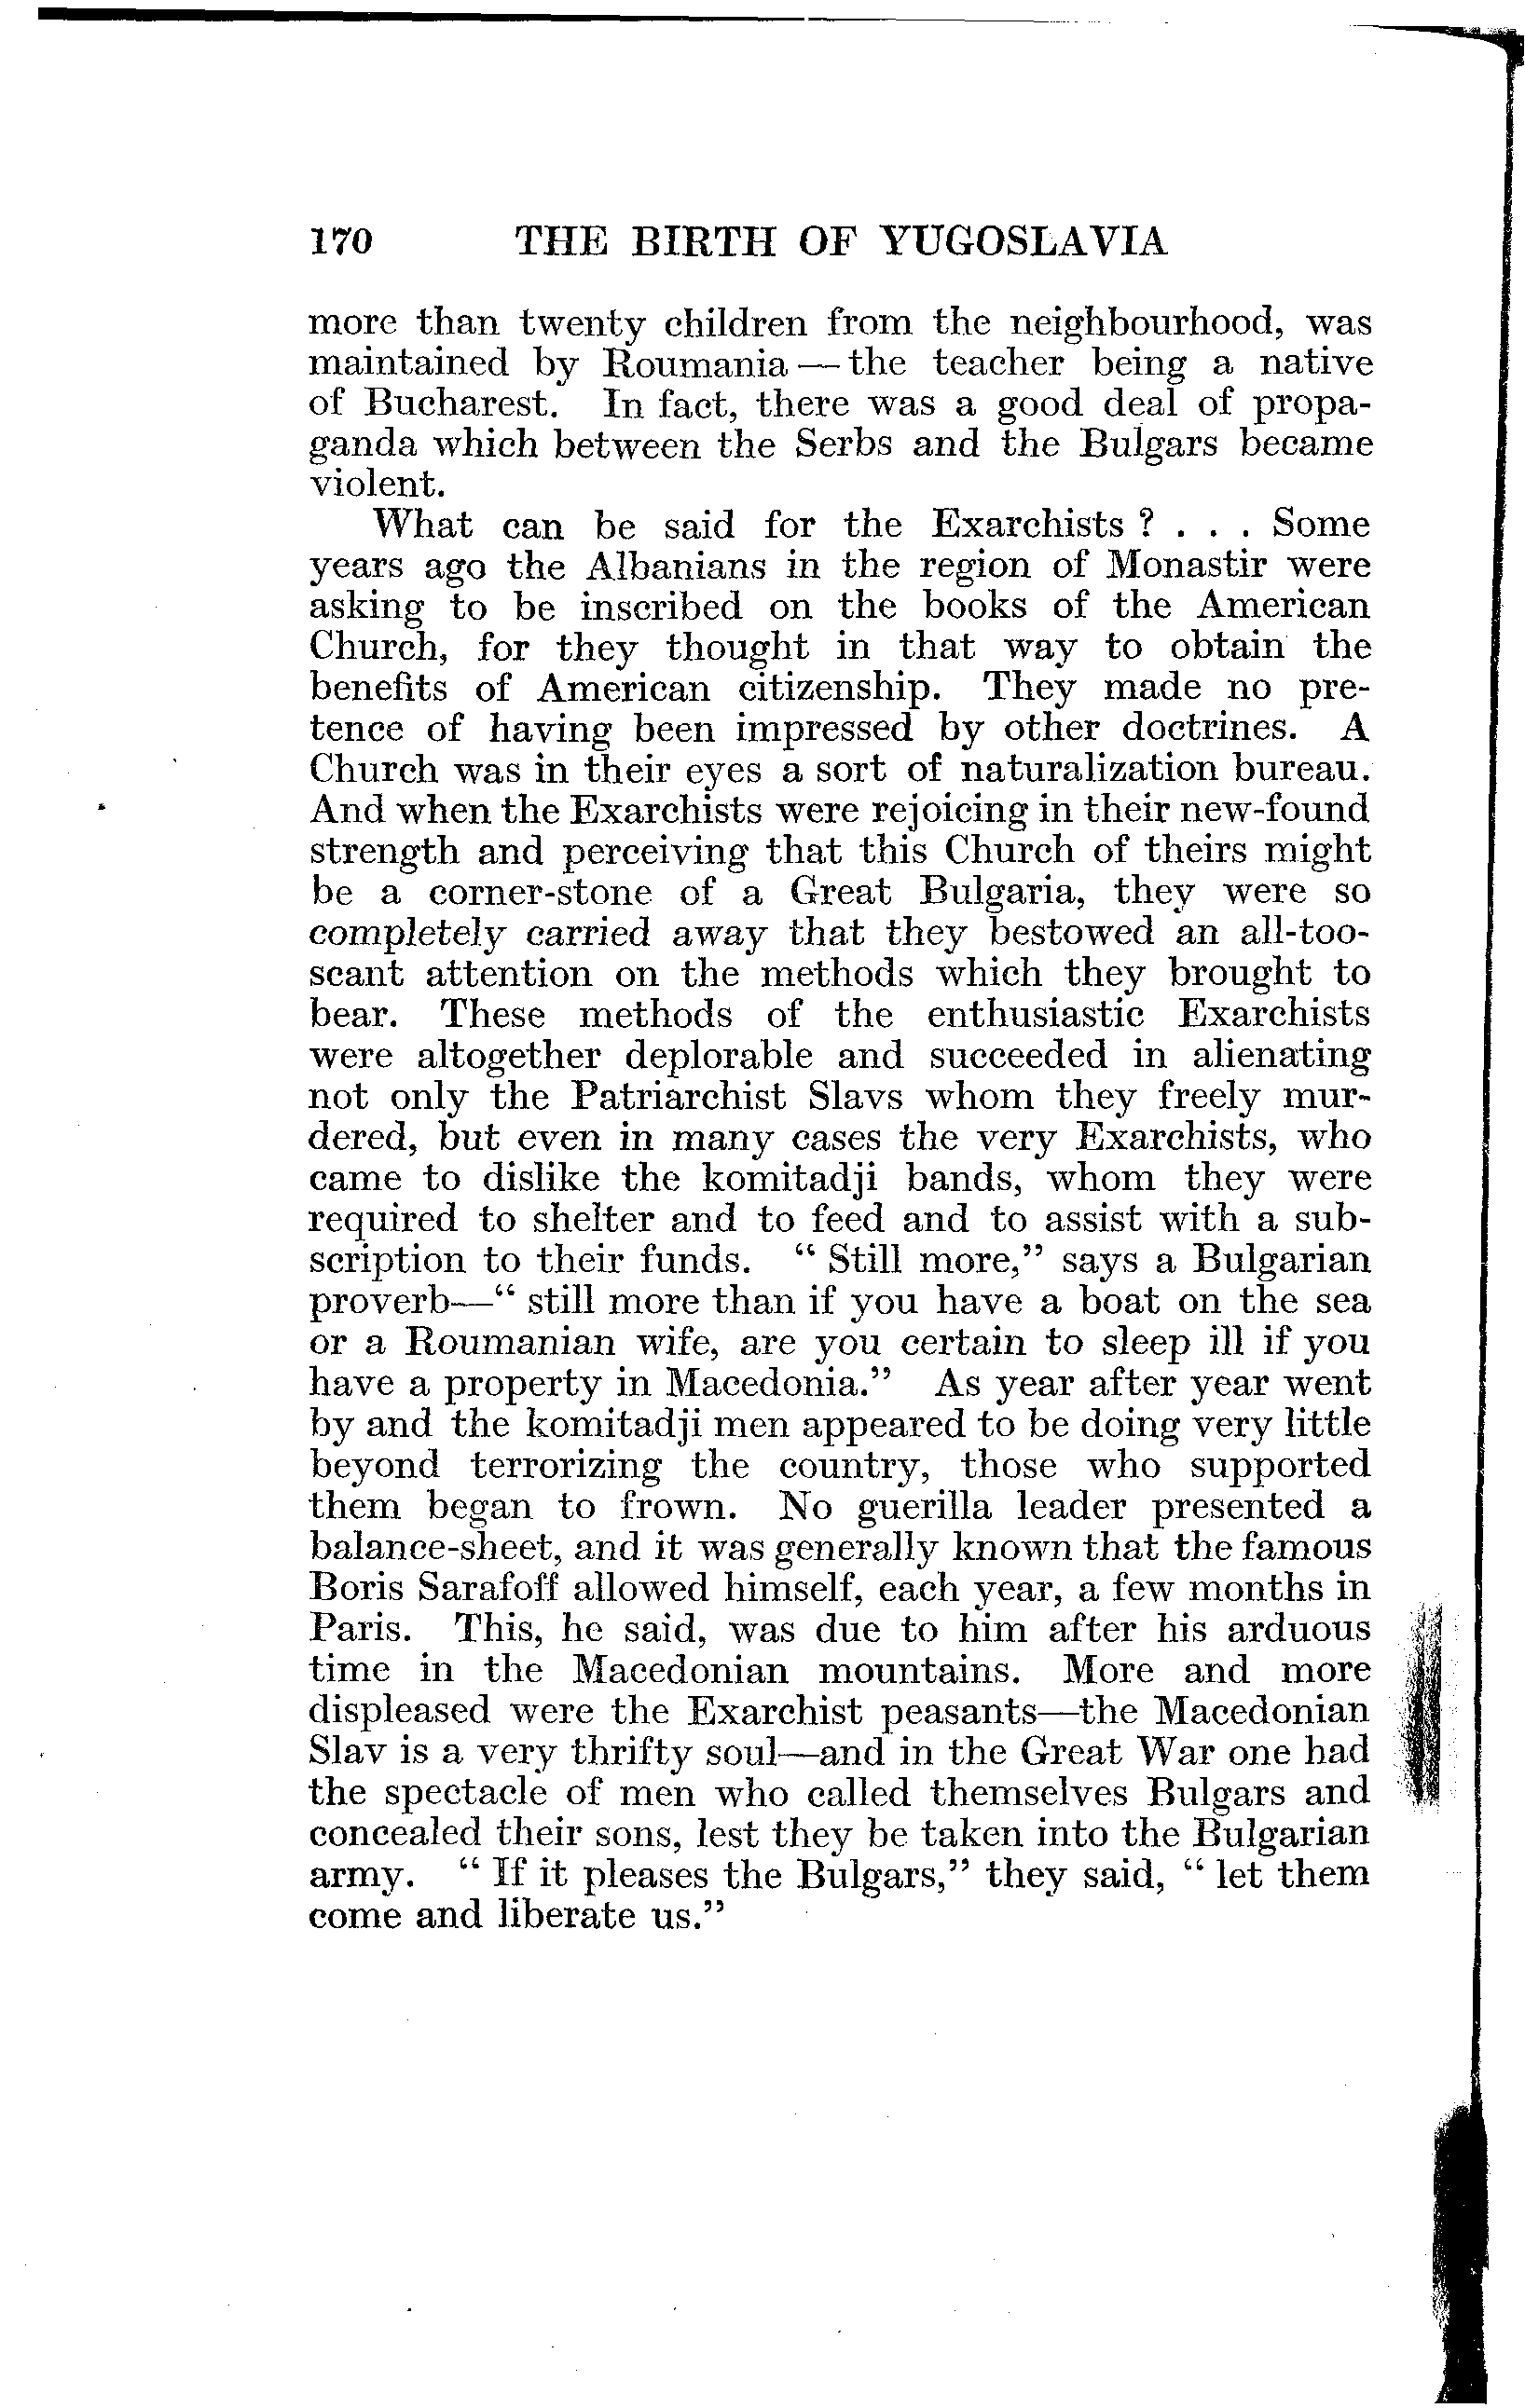 170 THE BIRTH OF YUGOSLAVIA
more than twenty children from the neighbourhood, was
maintained by Roumania — the teacher being a native
of Bucharest. In fact, there was a good deal of propa-
ganda which between the Serbs and the Bulgars became
violent.
What can be said for the Exarchists ? . . . Some
years ago the Albanians in the region of Monastir were
asking to be inscribed on the books of the American
Church, for they thought in that way to obtain the
benefits of American citizenship. They made no pre-
tence of having been impressed by other doctrines. A
Church was in their eyes a sort of naturalization bureau.
And when the Exarchists were rejoicing in their new-found
strength and perceiving that this Church of theirs might
be a corner-stone of a Great Bulgaria, they were so
completely carried away that they bestowed an all-too-
scant attention on the methods which they brought to
bear. These methods of the enthusiastic Exarchists
were altogether deplorable and succeeded in alienating
not only the Patriarchist Slavs whom they freely mur-
dered, but even in many cases the very Exarchists, who
came to dislike the komitadji bands, whom they were
required to shelter and to feed and to assist with a sub-
scription to their funds. “ Still more,” says a Bulgarian
proverb—“ still more than if you have a boat on the sea
or a Roumanian wife, are you certain to sleep ill if you
have a property in Macedonia.” As year after year went
by and the komitadji men appeared to be doing very little
beyond terrorizing the country, those who supported
them began to frown. No guerilla leader presented a
balance-sheet, and it was generally known that the famous
Boris Sarafoff allowed himself, each year, a few months in
Paris. This, he said, was due to him after his arduous
time in the Macedonian mountains. More and more
displeased were the Exarchist peasants—the Macedonian
Slav is a very thrifty soul—and in the Great War one had
the spectacle of men who called themselves Bulgars and
concealed their sons, lest they be taken into the Bulgarian
army. “ If it pleases the Bulgars,” they said, “ let them
come and liberate us.”